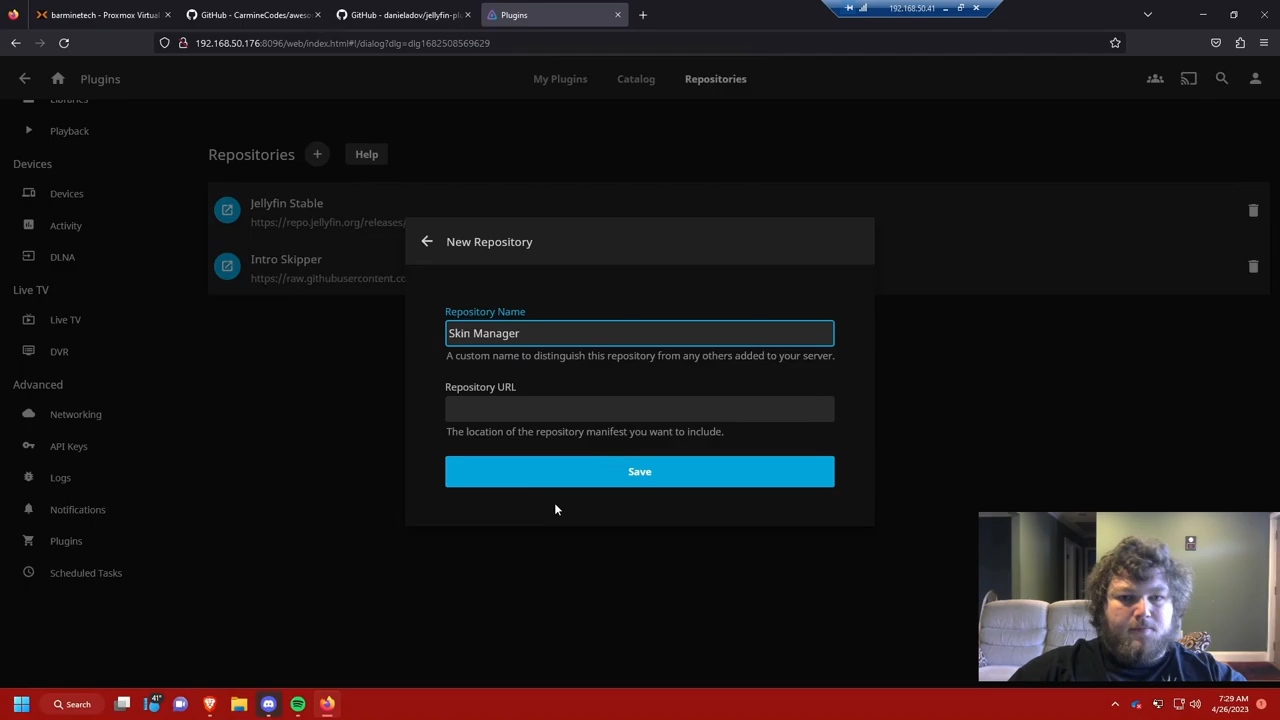 barminetech - Proxmox Virtual
GitHub - CarmineCodes/aweso
GitHub - danieladov/jellyfin-pl
Plugins
192.168.50.41
192.168.50.176:8096/web/index.html#!/dialog?dlg=dlg1682508569629
Plugins
My Plugins
Catalog
Repositories
Libraries
Playback
Devices
Devices
Activity
DLNA
Live TV
Live TV
DVR
Advanced
Networking
API Keys
Logs
Notifications
Plugins
Scheduled Tasks
Repositories
Help
Jellyfin Stable
https://repo.jellyfin.org/releases/
Intro Skipper
https://raw.githubusercontent.co
New Repository
Repository Name
Skin Manager
A custom name to distinguish this repository from any others added to your server.
Repository URL
The location of the repository manifest you want to include.
Save
41°
Search
7:29 AM
4/26/2023